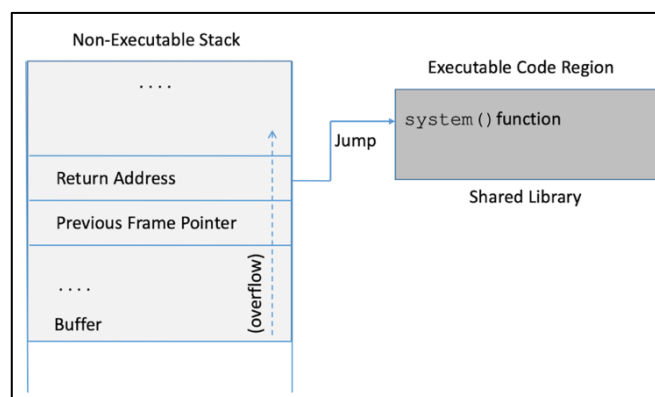 Non-Executable Stack
....
Return Address
Previous Frame Pointer
....
Buffer
(overflow)
Jump
Executable Code Region
system() function
Shared Library